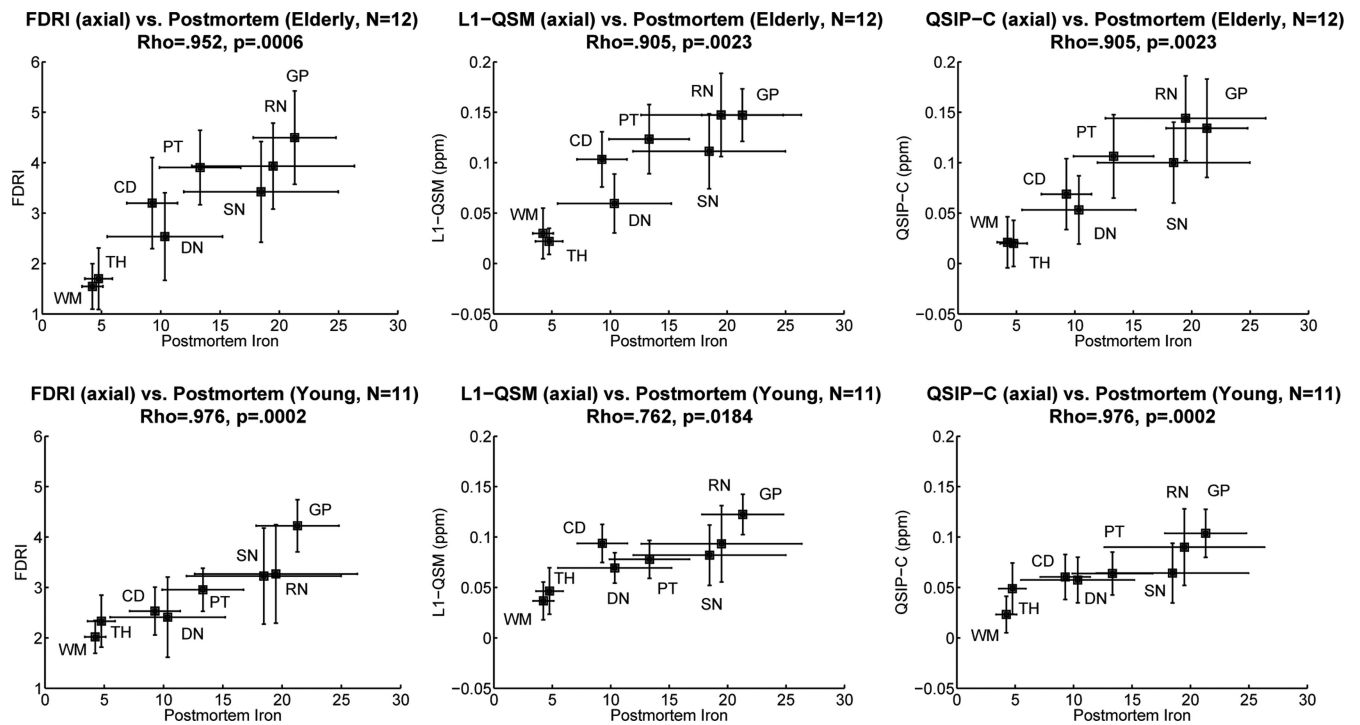 FDRI (axial) vs. Postmortem (Elderly, N=12)
Rho=.952, p=.0006
6
5
4
3
2
1
FDRI
GP
RN
PT
CD
SN
DN
TH
WM
0 5 10 15 20 25 30
Postmortem Iron
L1−QSM (axial) vs. Postmortem (Elderly, N=12)
Rho=.905, p=.0023
0.2
0.15
0.1
0.05
0
−0.05
L1−QSM (ppm)
RN
GP
PT
CD
SN
DN
WM
TH
0 5 10 15 20 25 30
Postmortem Iron
QSIP−C (axial) vs. Postmortem (Elderly, N=12)
Rho=.905, p=.0023
0.2
0.15
0.1
0.05
0
−0.05
QSIP−C (ppm)
RN
GP
PT
CD
SN
DN
WM
TH
0 5 10 15 20 25 30
Postmortem Iron
FDRI (axial) vs. Postmortem (Young, N=11)
Rho=.976, p=.0002
6
5
4
3
2
1
FDRI
GP
SN
RN
CD
PT
DN
TH
WM
0 5 10 15 20 25 30
Postmortem Iron
L1−QSM (axial) vs. Postmortem (Young, N=11)
Rho=.762, p=.0184
0.2
0.15
0.1
0.05
0
−0.05
L1−QSM (ppm)
RN
GP
CD
TH
PT
DN
SN
WM
0 5 10 15 20 25 30
Postmortem Iron
QSIP−C (axial) vs. Postmortem (Young, N=11)
Rho=.976, p=.0002
0.2
0.15
0.1
0.05
0
−0.05
QSIP−C (ppm)
RN
GP
PT
CD
TH
DN
SN
WM
0 5 10 15 20 25 30
Postmortem Iron